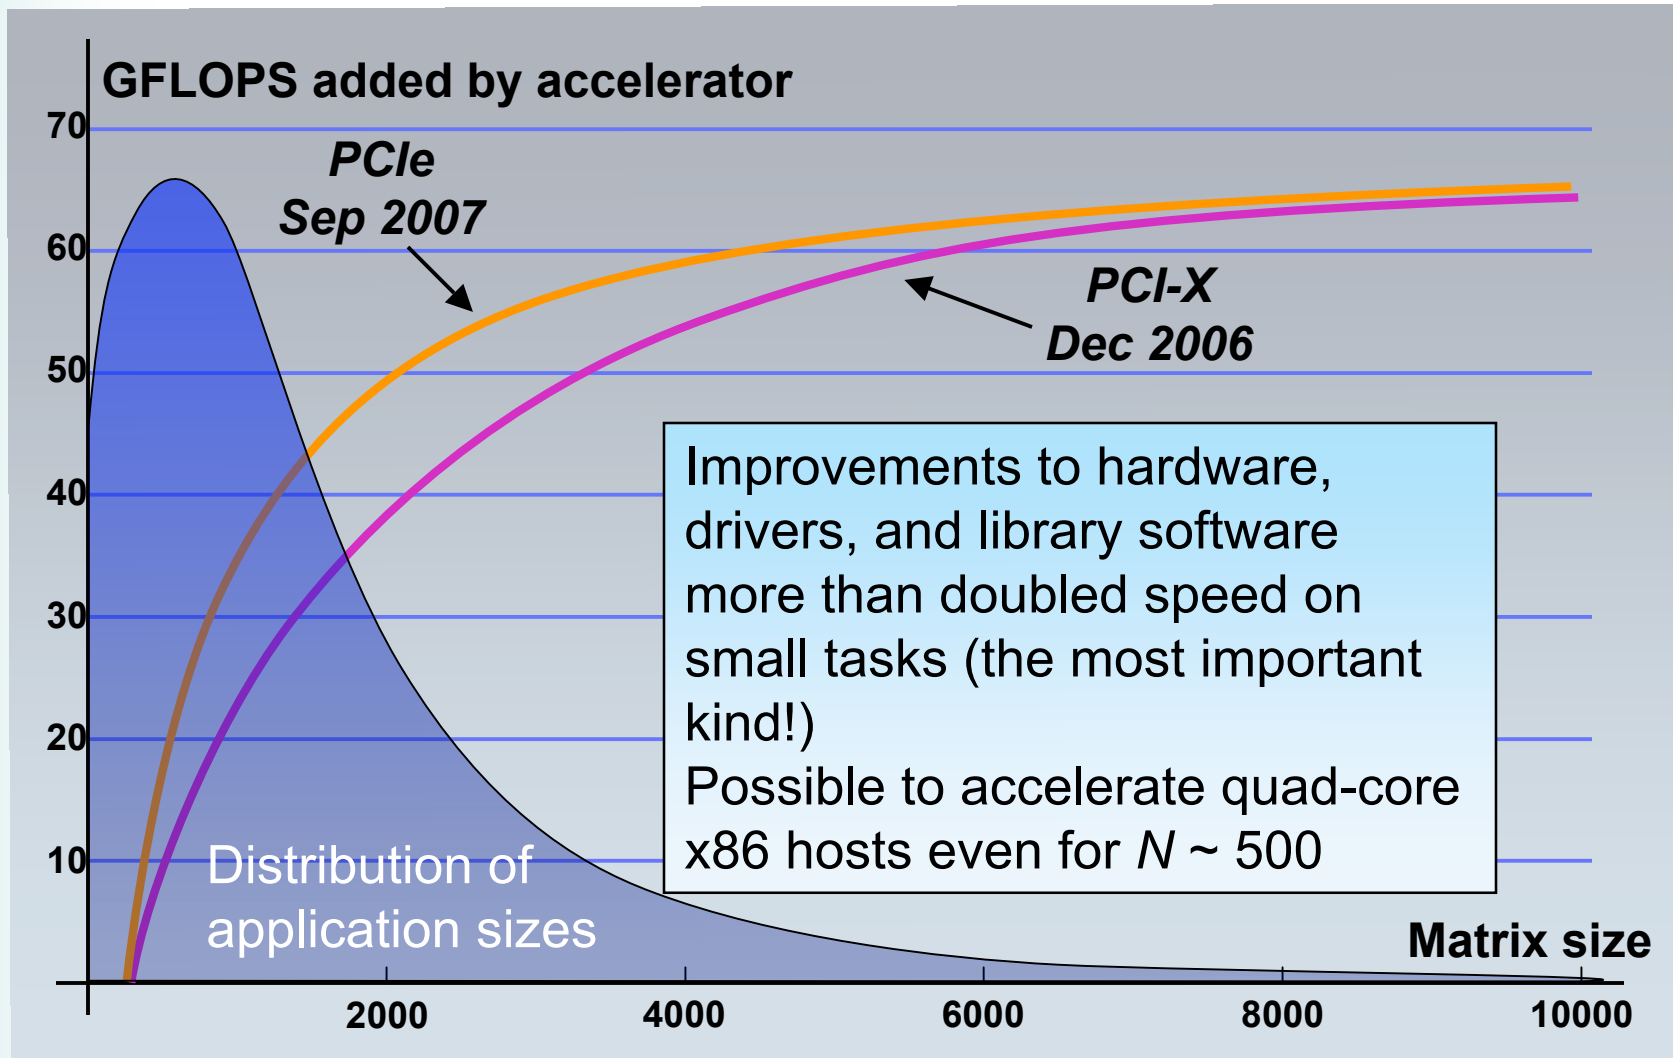 GFLOPS added by accelerator
70
60
50
40
30
20
10
PCIe
Sep 2007
PCI-X
Dec 2006
Improvements to hardware,
drivers, and library software
more than doubled speed on
small tasks (the most important
kind!)
Possible to accelerate quad-core
x86 hosts even for N ~ 500
Distribution of
application sizes
Matrix size
2000
4000
6000
8000
10000